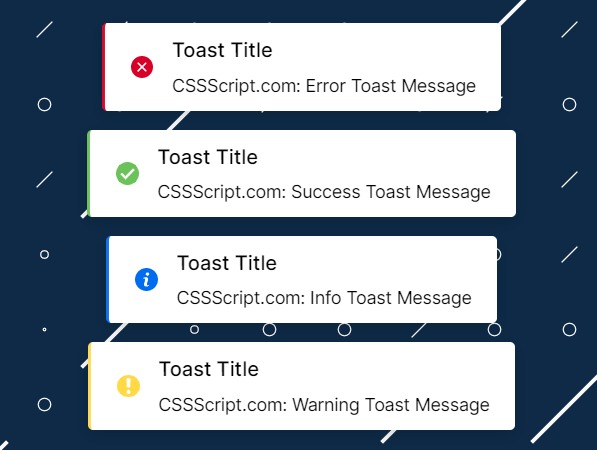 Toast Title
CSSScript.com: Error Toast Message
Toast Title
CSSScript.com: Success Toast Message
Toast Title
CSSScript.com: Info Toast Message
Toast Title
CSSScript.com: Warning Toast Message